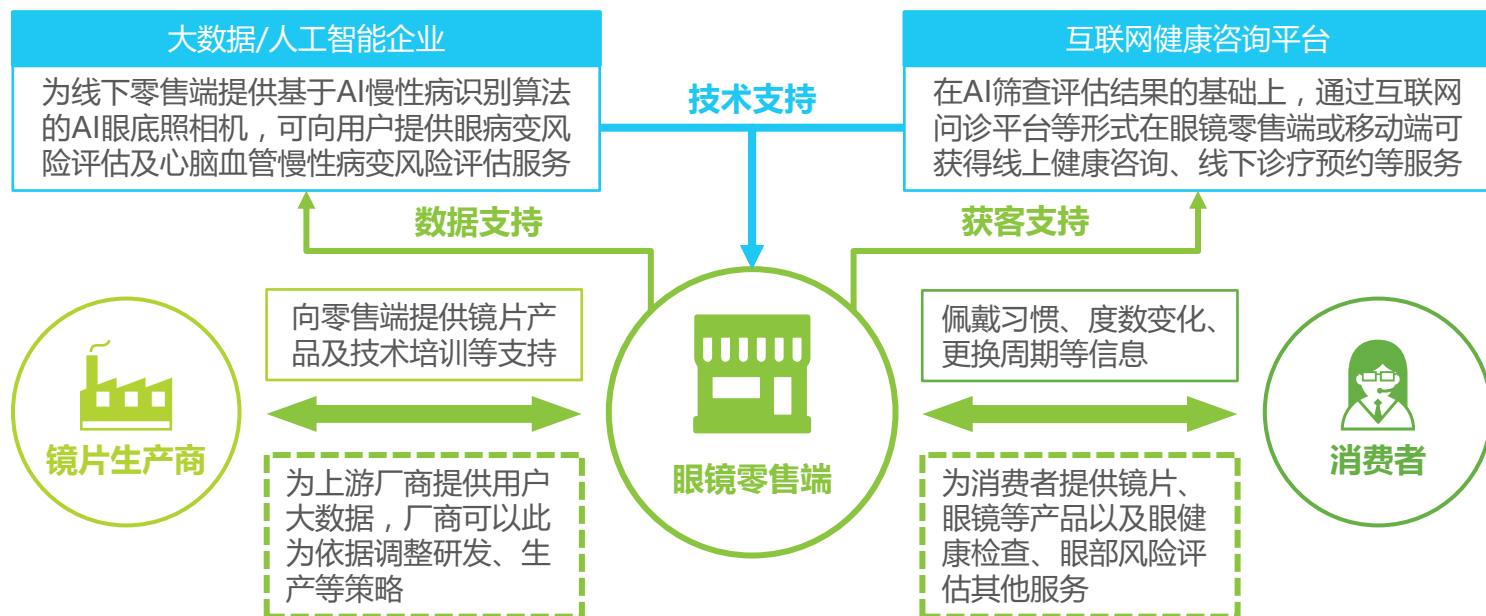 大数据/人工智能企业
为线下零售端提供基于AI慢性病识别算法
的AI眼底照相机，可向用户提供眼病变风
险评估及心脑血管慢性病变风险评估服务
技术支持
互联网健康咨询平台
在AI筛查评估结果的基础上，通过互联网
问诊平台等形式在眼镜零售端或移动端可
获得线上健康咨询、线下诊疗预约等服务
数据支持
获客支持
向零售端提供镜片产
品及技术培训等支持
佩戴习惯、度数变化、
更换周期等信息
镜片生产商
眼镜零售端
消费者
为上游厂商提供用户
大数据，厂商可以此
为依据调整研发、生
产等策略
为消费者提供镜片、
眼镜等产品以及眼健
康检查、眼部风险评
估其他服务